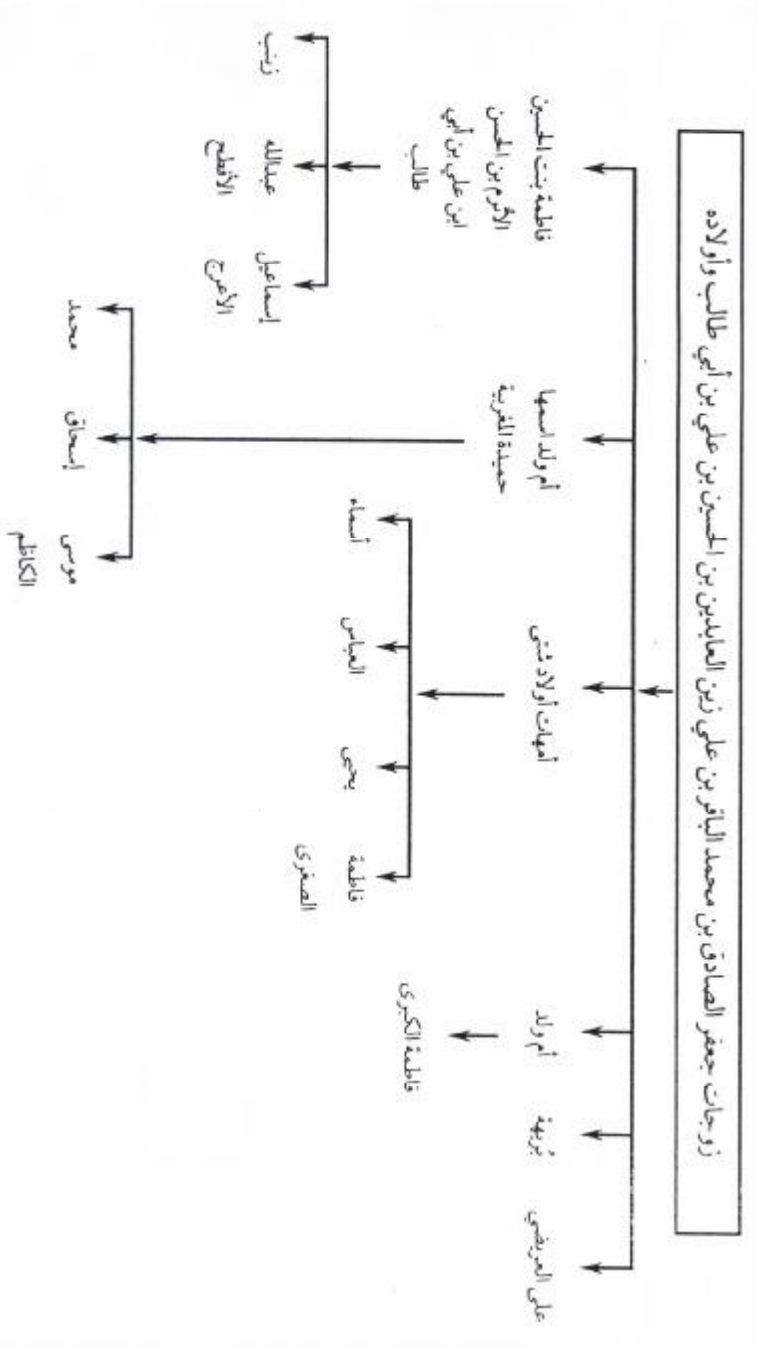 زوجات جعفر الصادق بن محمد الباقر بن علي زين العابدين بن الحسين بن علي بن أبي طالب وأولاده
على العريضي
بُريهة
أم ولد
فاطمة الكبرى
أمهات أولاد شتى
فاطمة
الصغرى
يحيى
العباس
أسماء
أم ولد اسمها
حميدة المغربية
موسى
الكاظم
إسحاق
محمد
فاطمة بنت الحسين
الأثرم بن الحسن
ابن علي بن أبي
طالب
إسماعيل
الأعرج
عبدالله
الأفطح
زينب